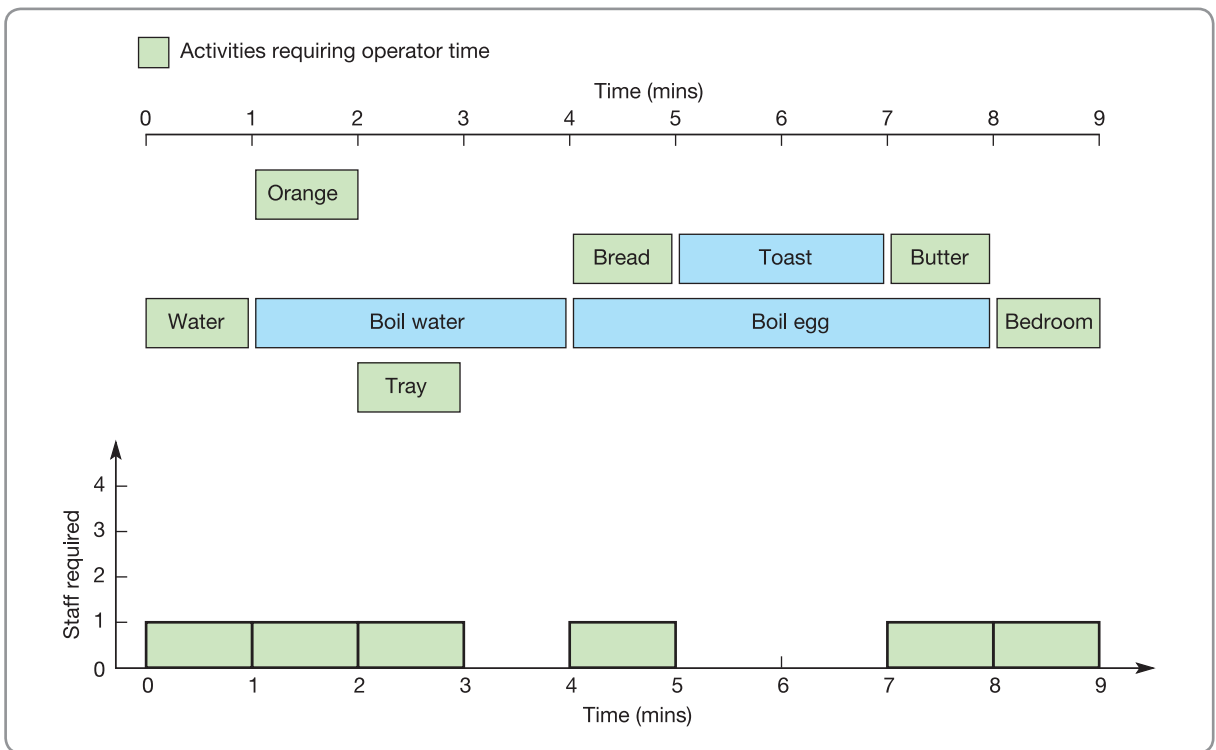 Activities requiring operator time
Time (mins)
0 1 2 3 4 5 6 7 8 9
Orange
Bread Toast Butter
Water Boil water Boil egg Bedroom
Tray
Staff required
4
3
2
1
0
0 1 2 3 4 5 6 7 8 9
Time (mins)